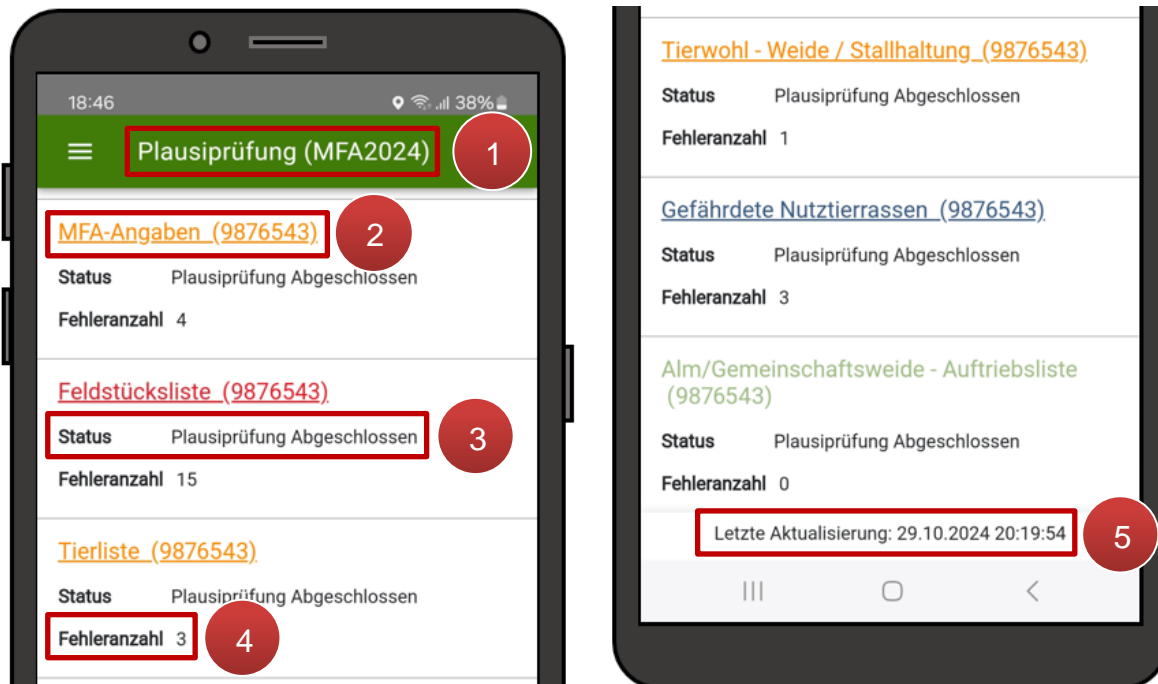 18:46 38%
Plausiprüfung (MFA2024)
1
MFA-Angaben (9876543)
2
Status Plausiprüfung Abgeschlossen
Fehleranzahl 4
Feldstücksliste (9876543)
Status Plausiprüfung Abgeschlossen
3
Fehleranzahl 15
Tierliste (9876543)
Status Plausiprüfung Abgeschlossen
Fehleranzahl 3
4
Tierwohl - Weide / Stallhaltung (9876543)
Status Plausiprüfung Abgeschlossen
Fehleranzahl 1
Gefährdete Nutztierrassen (9876543)
Status Plausiprüfung Abgeschlossen
Fehleranzahl 3
Alm/Gemeinschaftsweide - Auftriebsliste
(9876543)
Status Plausiprüfung Abgeschlossen
Fehleranzahl 0
Letzte Aktualisierung: 29.10.2024 20:19:54
5